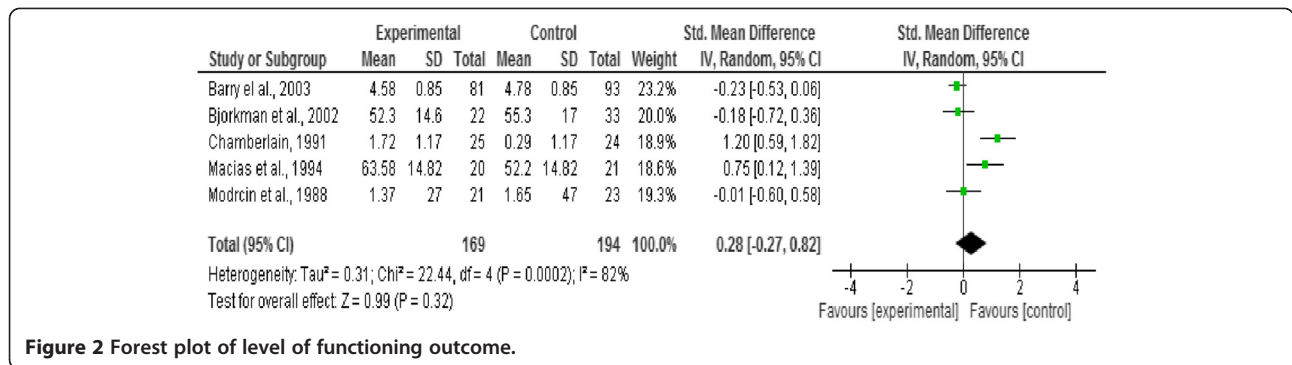 Experimental Control Std. Mean Difference Std. Mean Difference
Study or Subgroup Mean SD Total Mean SD Total Weight IV, Random, 95% CI IV, Random, 95% CI
Barry el al., 2003 4.58 0.85 81 4.78 0.85 93 23.2% -0.23 [-0.53, 0.06]
Bjorkman et al., 2002 52.3 14.6 22 55.3 17 33 20.0% -0.18 [-0.72, 0.36]
Chamberlain, 1991 1.72 1.17 25 0.29 1.17 24 18.9% 1.20 [0.59, 1.82]
Macias et al., 1994 63.58 14.82 20 52.2 14.82 21 18.6% 0.75 [0.12, 1.39]
Modrcin et al., 1988 1.37 27 21 1.65 47 23 19.3% -0.01 [-0.60, 0.58]
Total (95% CI) 169 194 100.0% 0.28 [-0.27, 0.82]
Heterogeneity: Tau² = 0.31; Chi² = 22.44, df = 4 (P = 0.0002); I² = 82%
Test for overall effect: Z = 0.99 (P = 0.32)
-4 -2 0 2 4
Favours [experimental] Favours [control]
Figure 2 Forest plot of level of functioning outcome.